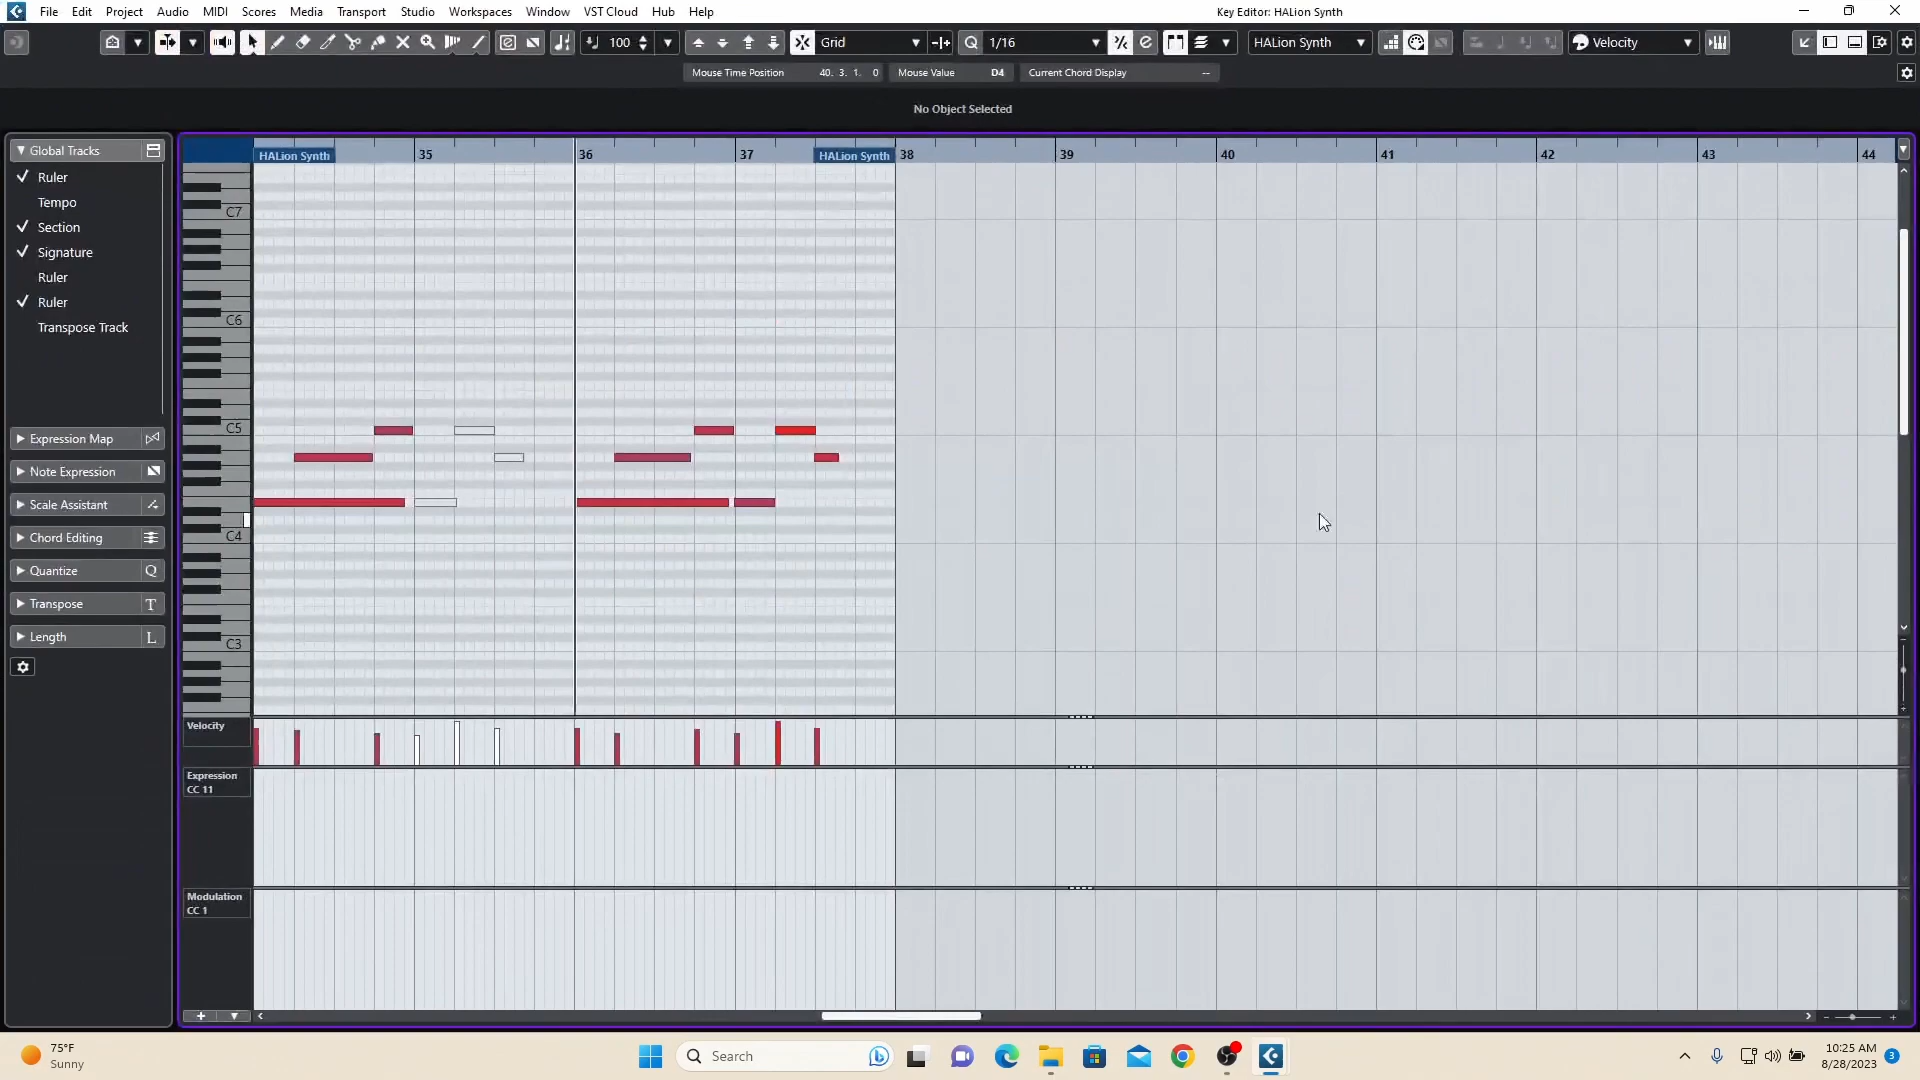 File Edit Project Audio MIDI Scores Media Transport Studio Workspaces Window VST Cloud Hub Help Key Editor: HALion Synth
100 Grid 1/16 HALion Synth Velocity
Mouse Time Position 40. 3. 1. 0 Mouse Value D4 Current Chord Display --
No Object Selected
Global Tracks
Ruler
Tempo
Section
Signature
Ruler
Ruler
Transpose Track
Expression Map
Note Expression
Scale Assistant
Chord Editing
Quantize Q
Transpose T
Length L
HALion Synth 35 36 37 HALion Synth 38 39 40 41 42 43 44
C7
C6
C5
C4
C3
Velocity
Expression
CC 11
Modulation
CC 1
75°F
Sunny
Search
10:25 AM
8/28/2023
3